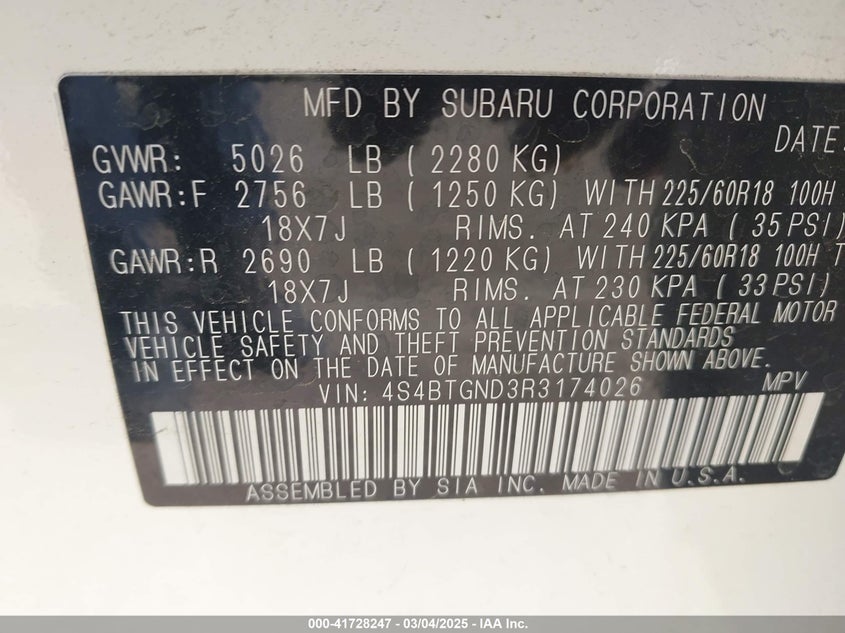 MFD BY SUBARU CORPORATION
DATE:
GVWR: 5026 LB ( 2280 KG)
GAWR:F 2756 LB ( 1250 KG) WITH 225/60R18 100H
18X7J RIMS. AT 240 KPA ( 35 PSI)
GAWR:R 2690 LB ( 1220 KG) WITH 225/60R18 100H T
18X7J RIMS. AT 230 KPA ( 33 PSI)
THIS VEHICLE CONFORMS TO ALL APPLICABLE FEDERAL MOTOR
VEHICLE SAFETY AND THEFT PREVENTION STANDARDS
IN EFFECT ON THE DATE OF MANUFACTURE SHOWN ABOVE.
VIN: 4S4BTGND3R3174026 MPV
ASSEMBLED BY SIA INC. MADE IN U.S.A.
000-41728247 - 03/04/2025 - IAA Inc.